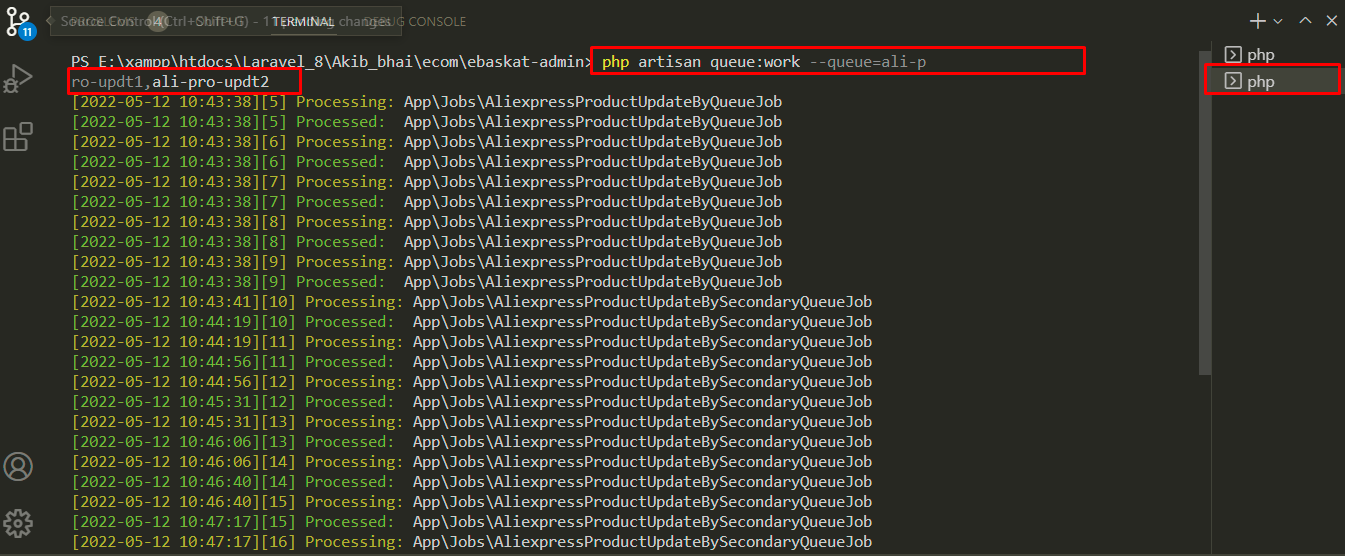 PROBLEMS 4 TERMINAL DEBUG CONSOLE
Source Control (Ctrl+Shift+G) - 11 pending changes
11
PS E:\xampp\htdocs\Laravel_8\Akib_bhai\ecom\ebaskat-admin> php artisan queue:work --queue=ali-p
ro-updt1,ali-pro-updt2
[2022-05-12 10:43:38][5] Processing: App\Jobs\AliexpressProductUpdateByQueueJob
[2022-05-12 10:43:38][5] Processed:  App\Jobs\AliexpressProductUpdateByQueueJob
[2022-05-12 10:43:38][6] Processing: App\Jobs\AliexpressProductUpdateByQueueJob
[2022-05-12 10:43:38][6] Processed:  App\Jobs\AliexpressProductUpdateByQueueJob
[2022-05-12 10:43:38][7] Processing: App\Jobs\AliexpressProductUpdateByQueueJob
[2022-05-12 10:43:38][7] Processed:  App\Jobs\AliexpressProductUpdateByQueueJob
[2022-05-12 10:43:38][8] Processing: App\Jobs\AliexpressProductUpdateByQueueJob
[2022-05-12 10:43:38][8] Processed:  App\Jobs\AliexpressProductUpdateByQueueJob
[2022-05-12 10:43:38][9] Processing: App\Jobs\AliexpressProductUpdateByQueueJob
[2022-05-12 10:43:38][9] Processed:  App\Jobs\AliexpressProductUpdateByQueueJob
[2022-05-12 10:43:41][10] Processing: App\Jobs\AliexpressProductUpdateBySecondaryQueueJob
[2022-05-12 10:44:19][10] Processed:  App\Jobs\AliexpressProductUpdateBySecondaryQueueJob
[2022-05-12 10:44:19][11] Processing: App\Jobs\AliexpressProductUpdateBySecondaryQueueJob
[2022-05-12 10:44:56][11] Processed:  App\Jobs\AliexpressProductUpdateBySecondaryQueueJob
[2022-05-12 10:44:56][12] Processing: App\Jobs\AliexpressProductUpdateBySecondaryQueueJob
[2022-05-12 10:45:31][12] Processed:  App\Jobs\AliexpressProductUpdateBySecondaryQueueJob
[2022-05-12 10:45:31][13] Processing: App\Jobs\AliexpressProductUpdateBySecondaryQueueJob
[2022-05-12 10:46:06][13] Processed:  App\Jobs\AliexpressProductUpdateBySecondaryQueueJob
[2022-05-12 10:46:06][14] Processing: App\Jobs\AliexpressProductUpdateBySecondaryQueueJob
[2022-05-12 10:46:40][14] Processed:  App\Jobs\AliexpressProductUpdateBySecondaryQueueJob
[2022-05-12 10:46:40][15] Processing: App\Jobs\AliexpressProductUpdateBySecondaryQueueJob
[2022-05-12 10:47:17][15] Processed:  App\Jobs\AliexpressProductUpdateBySecondaryQueueJob
[2022-05-12 10:47:17][16] Processing: App\Jobs\AliexpressProductUpdateBySecondaryQueueJob
php
php